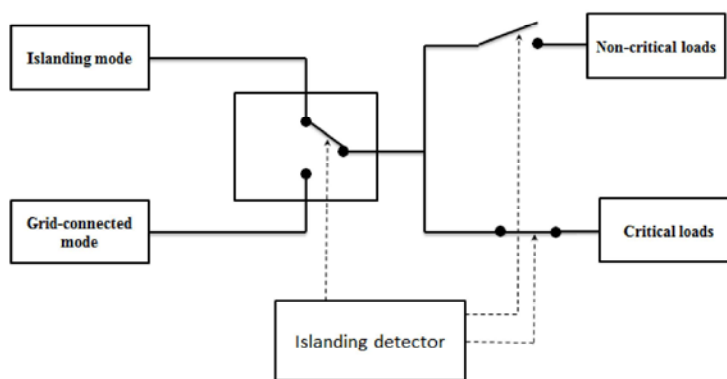 Islanding mode
Non-critical loads
Grid-connected
mode
Critical loads
Islanding detector